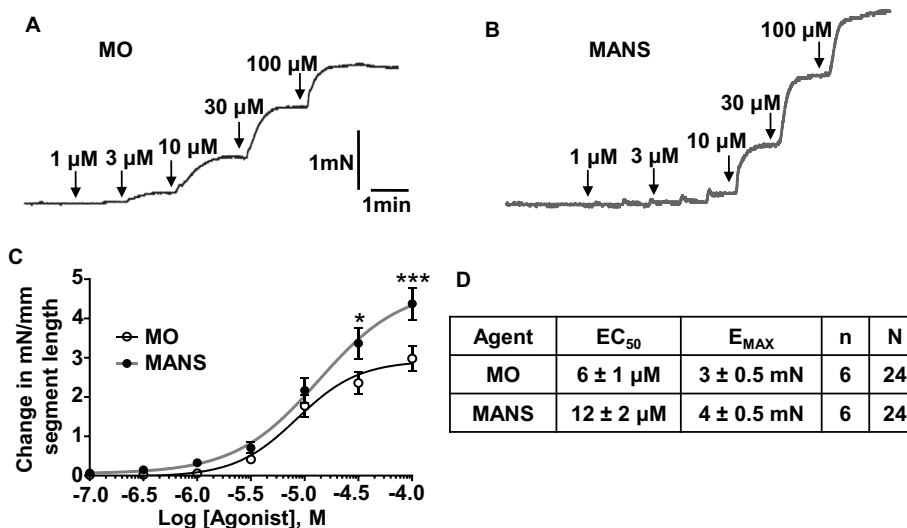 A
MO
1 µM
3 µM
10 µM
30 µM
100 µM
1mN
1min
B
MANS
1 µM
3 µM
10 µM
30 µM
100 µM
C
Change in mN/mm
segment length
5
4
3
2
1
0
MO
MANS
*
***
-7.0 -6.5 -6.0 -5.5 -5.0 -4.5 -4.0
Log [Agonist], M
D
Agent EC50 EMAX n N
MO 6 ± 1 µM 3 ± 0.5 mN 6 24
MANS 12 ± 2 µM 4 ± 0.5 mN 6 24